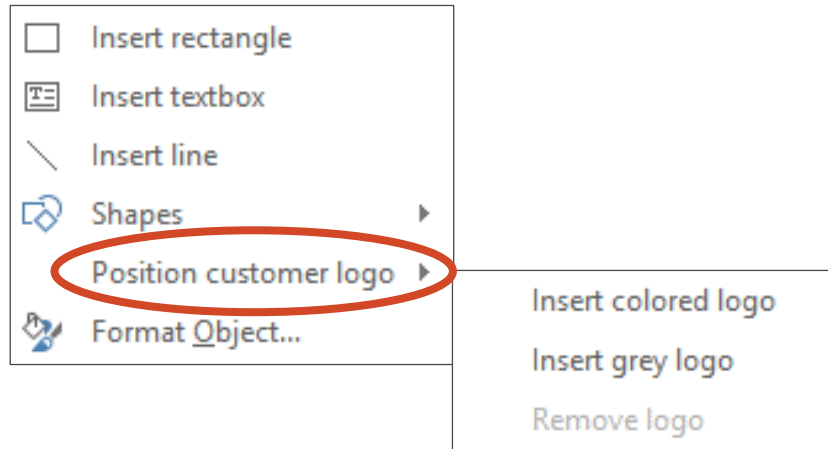 Insert rectangle
Insert textbox
Insert line
Shapes
Position customer logo
Format Object...
Insert colored logo
Insert grey logo
Remove logo